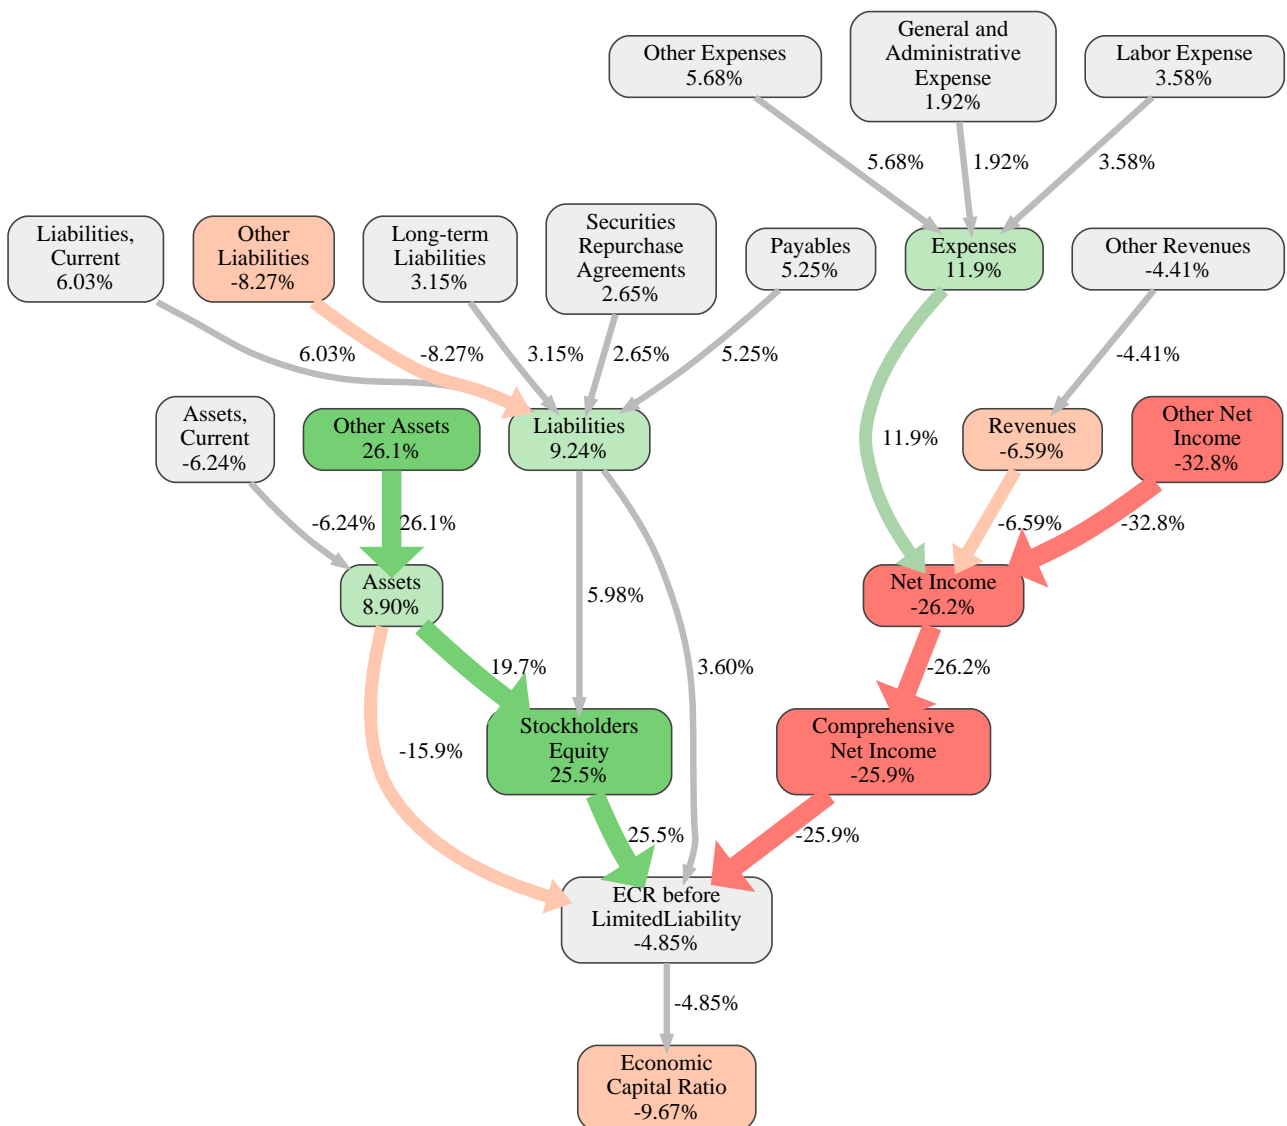 Other Expenses
5.68%
General and
Administrative
Expense
1.92%
Labor Expense
3.58%
5.68%
1.92%
3.58%
Liabilities,
Current
6.03%
Other
Liabilities
-8.27%
Long-term
Liabilities
3.15%
Securities
Repurchase
Agreements
2.65%
Payables
5.25%
Expenses
11.9%
Other Revenues
-4.41%
6.03%
-8.27%
3.15%
2.65%
5.25%
-4.41%
Assets,
Current
-6.24%
Other Assets
26.1%
Liabilities
9.24%
11.9%
Revenues
-6.59%
Other Net
Income
-32.8%
-6.24%
26.1%
-6.59%
-32.8%
Assets
8.90%
5.98%
Net Income
-26.2%
19.7%
3.60%
-26.2%
-15.9%
Stockholders
Equity
25.5%
Comprehensive
Net Income
-25.9%
25.5%
-25.9%
ECR before
LimitedLiability
-4.85%
-4.85%
Economic
Capital Ratio
-9.67%